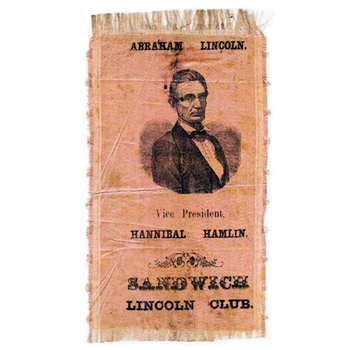 ABRAHAM LINCOLN.
Vice President,
HANNIBAL HAMLIN.
SANDWICH
LINCOLN CLUB.